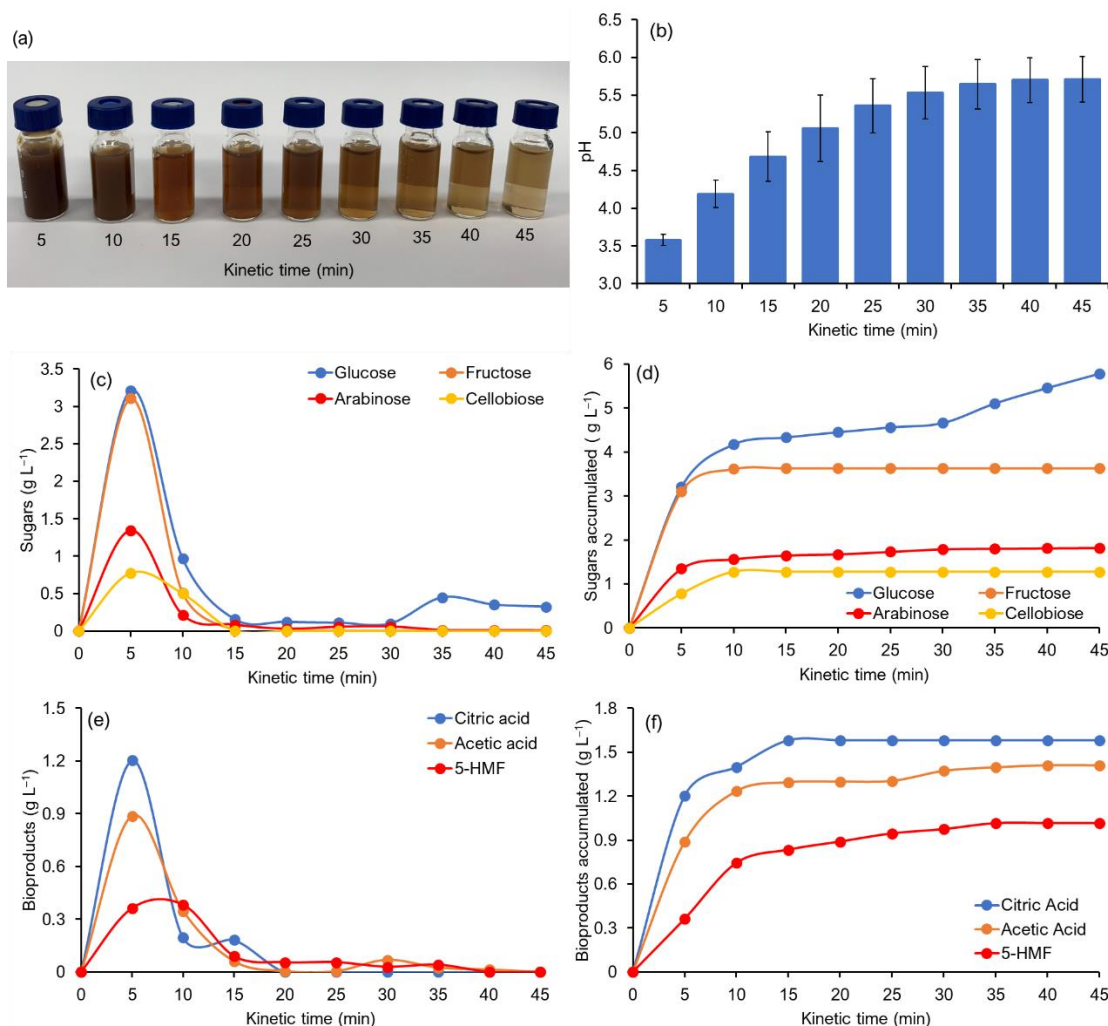 (a)
5 10 15 20 25 30 35 40 45
Kinetic time (min)
(b)
6.5
6.0
5.5
5.0
4.5
4.0
3.5
3.0
pH
5 10 15 20 25 30 35 40 45
Kinetic time (min)
(c)
Glucose Fructose
Arabinose Cellobiose
3.5
3
2.5
2
1.5
1
0.5
0
Sugars (g L⁻¹)
0 5 10 15 20 25 30 35 40 45
Kinetic time (min)
(d)
6
5
4
3
2
1
0
Sugars accumulated ( g L⁻¹)
Glucose Fructose
Arabinose Cellobiose
0 5 10 15 20 25 30 35 40 45
Kinetic time (min)
(e)
Citric acid
Acetic acid
5-HMF
1.5
1.2
0.9
0.6
0.3
0
Bioproducts (g L⁻¹)
0 5 10 15 20 25 30 35 40 45
Kinetic time (min)
(f)
1.8
1.5
1.2
0.9
0.6
0.3
0
Bioproducts accumulated (g L⁻¹)
Citric Acid
Acetic Acid
5-HMF
0 5 10 15 20 25 30 35 40 45
Kinetic time (min)